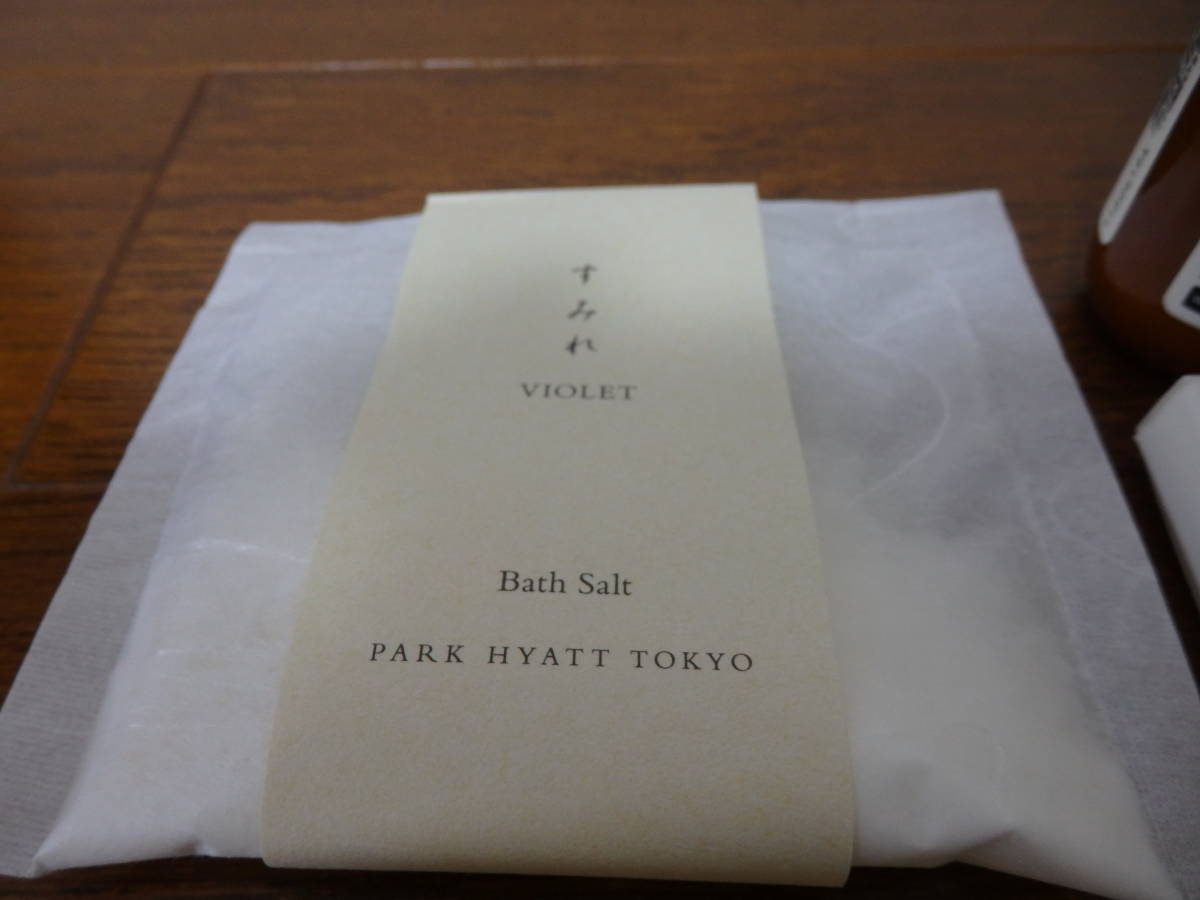 すみれ
VIOLET
Bath Salt
PARK HYATT TOKYO